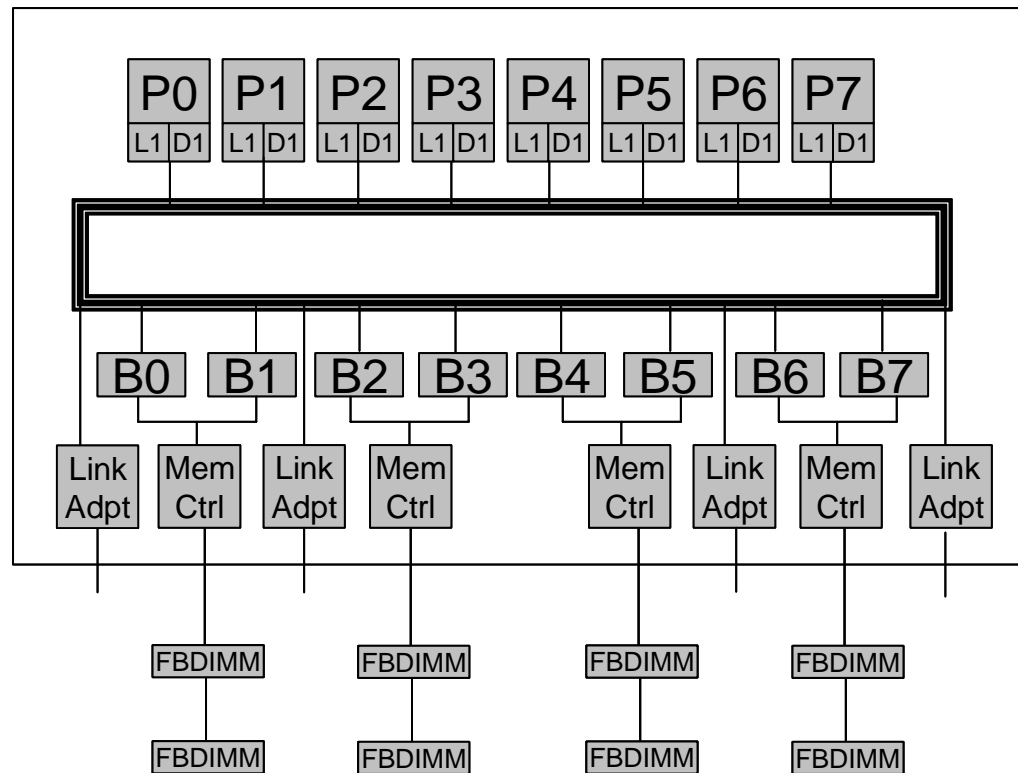 P0 P1 P2 P3 P4 P5 P6 P7
L1 D1 L1 D1 L1 D1 L1 D1 L1 D1 L1 D1 L1 D1 L1 D1
B0 B1 B2 B3 B4 B5 B6 B7
Link Mem Link Mem Mem Link Mem Link
Adpt Ctrl Adpt Ctrl Ctrl Adpt Ctrl Adpt
FBDIMM FBDIMM FBDIMM FBDIMM
FBDIMM FBDIMM FBDIMM FBDIMM